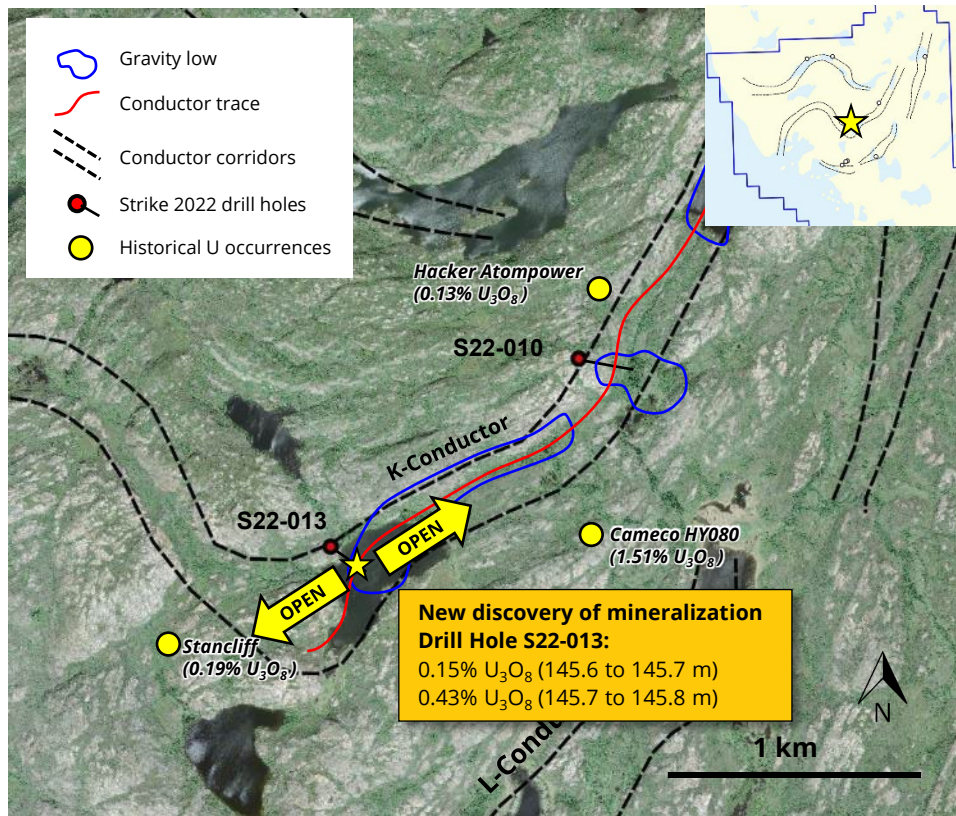 Gravity low
Conductor trace
Conductor corridors
Strike 2022 drill holes
Historical U occurrences
Hacker Atompower
(0.13% U₃O₈)
S22-010
K-Conductor
S22-013
OPEN
OPEN
Cameco HY080
(1.51% U₃O₈)
Stancliff
(0.19% U₃O₈)
New discovery of mineralization
Drill Hole S22-013:
0.15% U₃O₈ (145.6 to 145.7 m)
0.43% U₃O₈ (145.7 to 145.8 m)
N
1 km